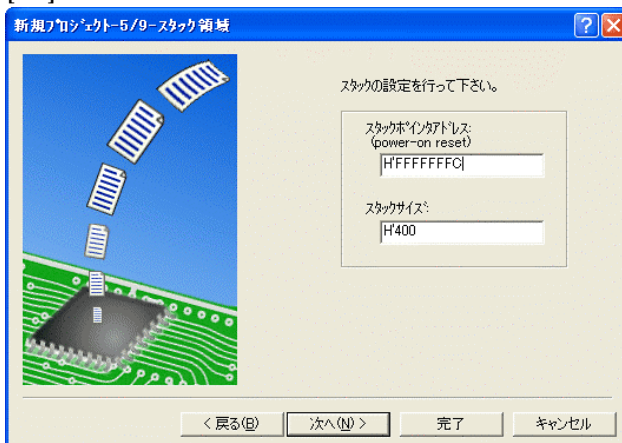 新規プロジェクト-5/9-スタック領域
スタックの設定を行って下さい。
スタックポインタアドレス:
(power-on reset)
H'FFFFFFFC
スタックサイズ:
H'400
< 戻る(B)
次へ(N) >
完了
キャンセル